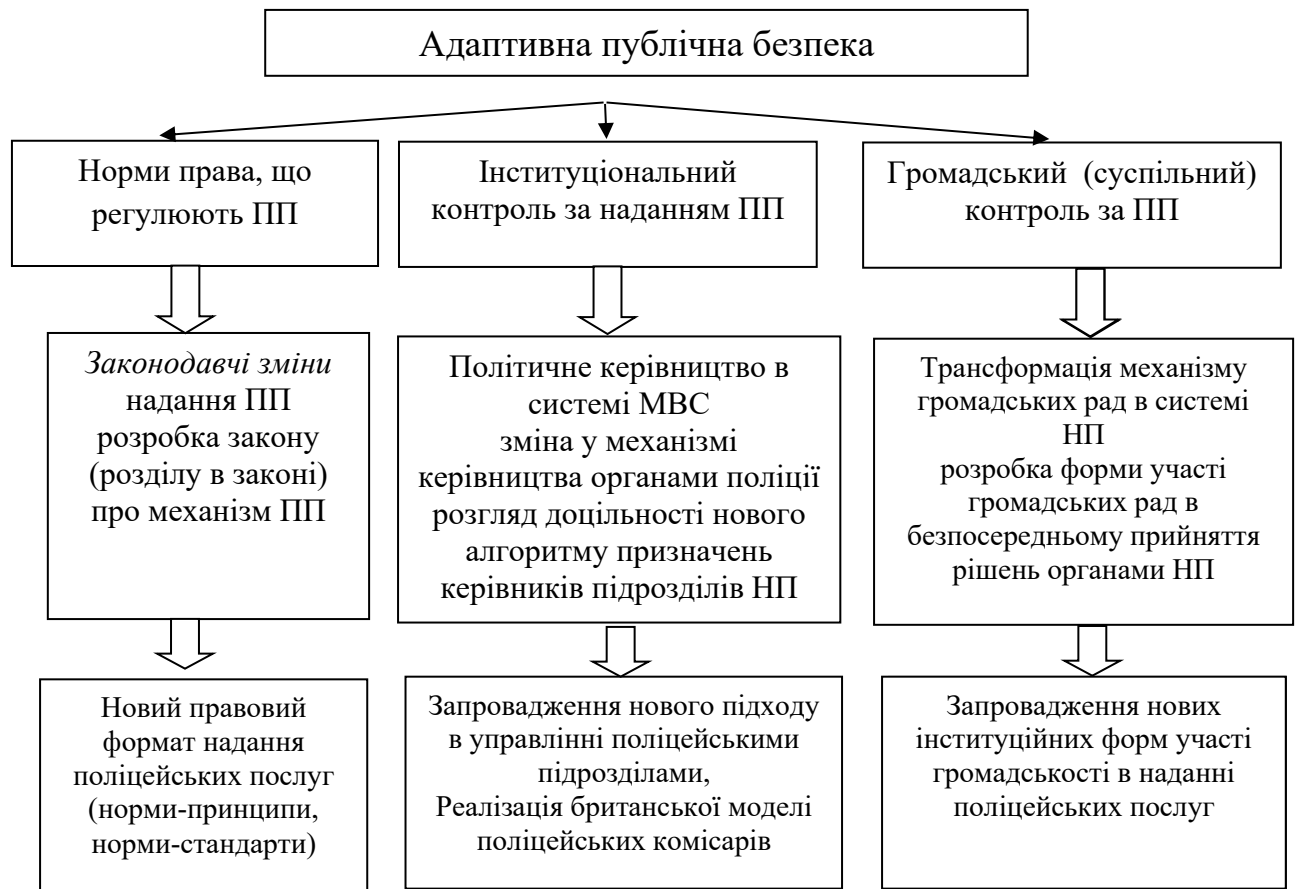 Адаптивна публічна безпека
Норми права, що
регулюють ПП
Інституціональний
контроль за наданням ПП
Громадський (суспільний)
контроль за ПП
Законодавчі зміни
надання ПП
розробка закону
(розділу в законі)
про механізм ПП
Політичне керівництво в
системі МВС
зміна у механізмі
керівництва органами поліції
розгляд доцільності нового
алгоритму призначень
керівників підрозділів НП
Трансформація механізму
громадських рад в системі
НП
розробка форми участі
громадських рад в
безпосередньому прийняття
рішень органами НП
Новий правовий
формат надання
поліцейських послуг
(норми-принципи,
норми-стандарти)
Запровадження нового підходу
в управлінні поліцейськими
підрозділами,
Реалізація британської моделі
поліцейських комісарів
Запровадження нових
інституційних форм участі
громадськості в наданні
поліцейських послуг